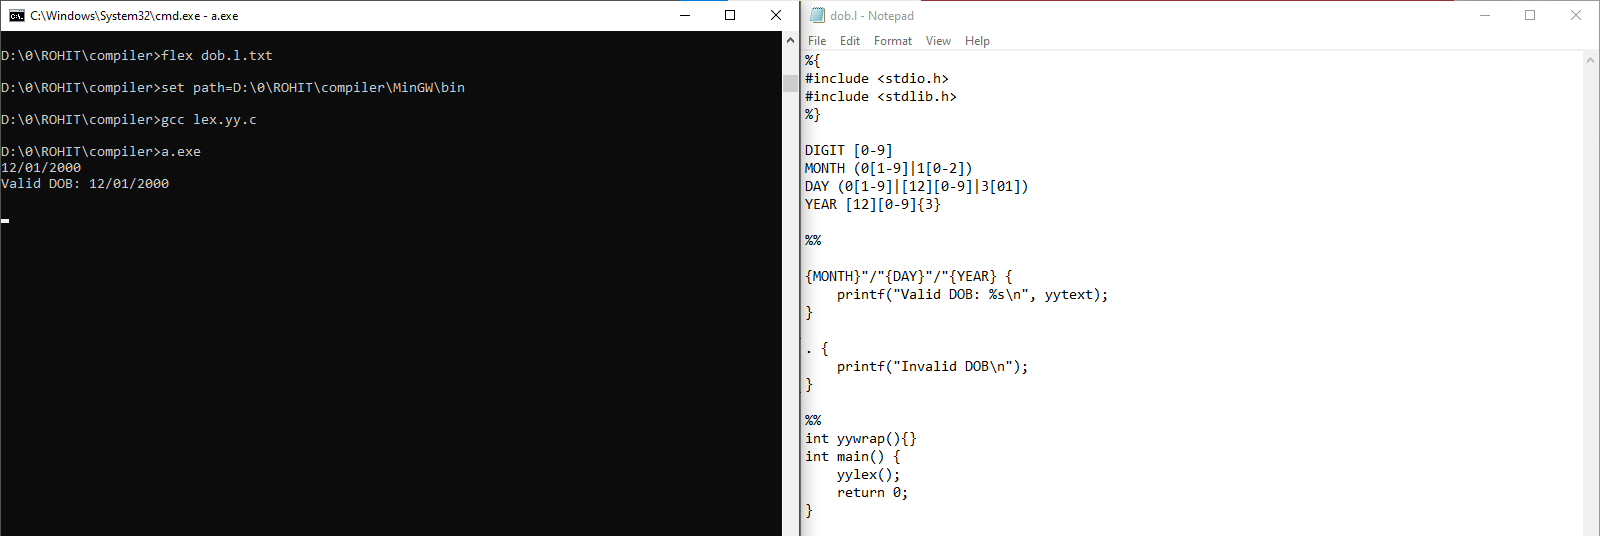 C:\Windows\System32\cmd.exe - a.exe
D:\0\ROHIT\compiler>flex dob.l.txt
D:\0\ROHIT\compiler>set path=D:\0\ROHIT\compiler\MinGW\bin
D:\0\ROHIT\compiler>gcc lex.yy.c
D:\0\ROHIT\compiler>a.exe
12/01/2000
Valid DOB: 12/01/2000
dob.l - Notepad
File Edit Format View Help
%{
#include <stdio.h>
#include <stdlib.h>
%}
DIGIT [0-9]
MONTH (0[1-9]|1[0-2])
DAY (0[1-9]|[12][0-9]|3[01])
YEAR [12][0-9]{3}
%%
{MONTH}"/"{DAY}"/"{YEAR} {
    printf("Valid DOB: %s\n", yytext);
}
. {
    printf("Invalid DOB\n");
}
%%
int yywrap(){}
int main() {
    yylex();
    return 0;
}